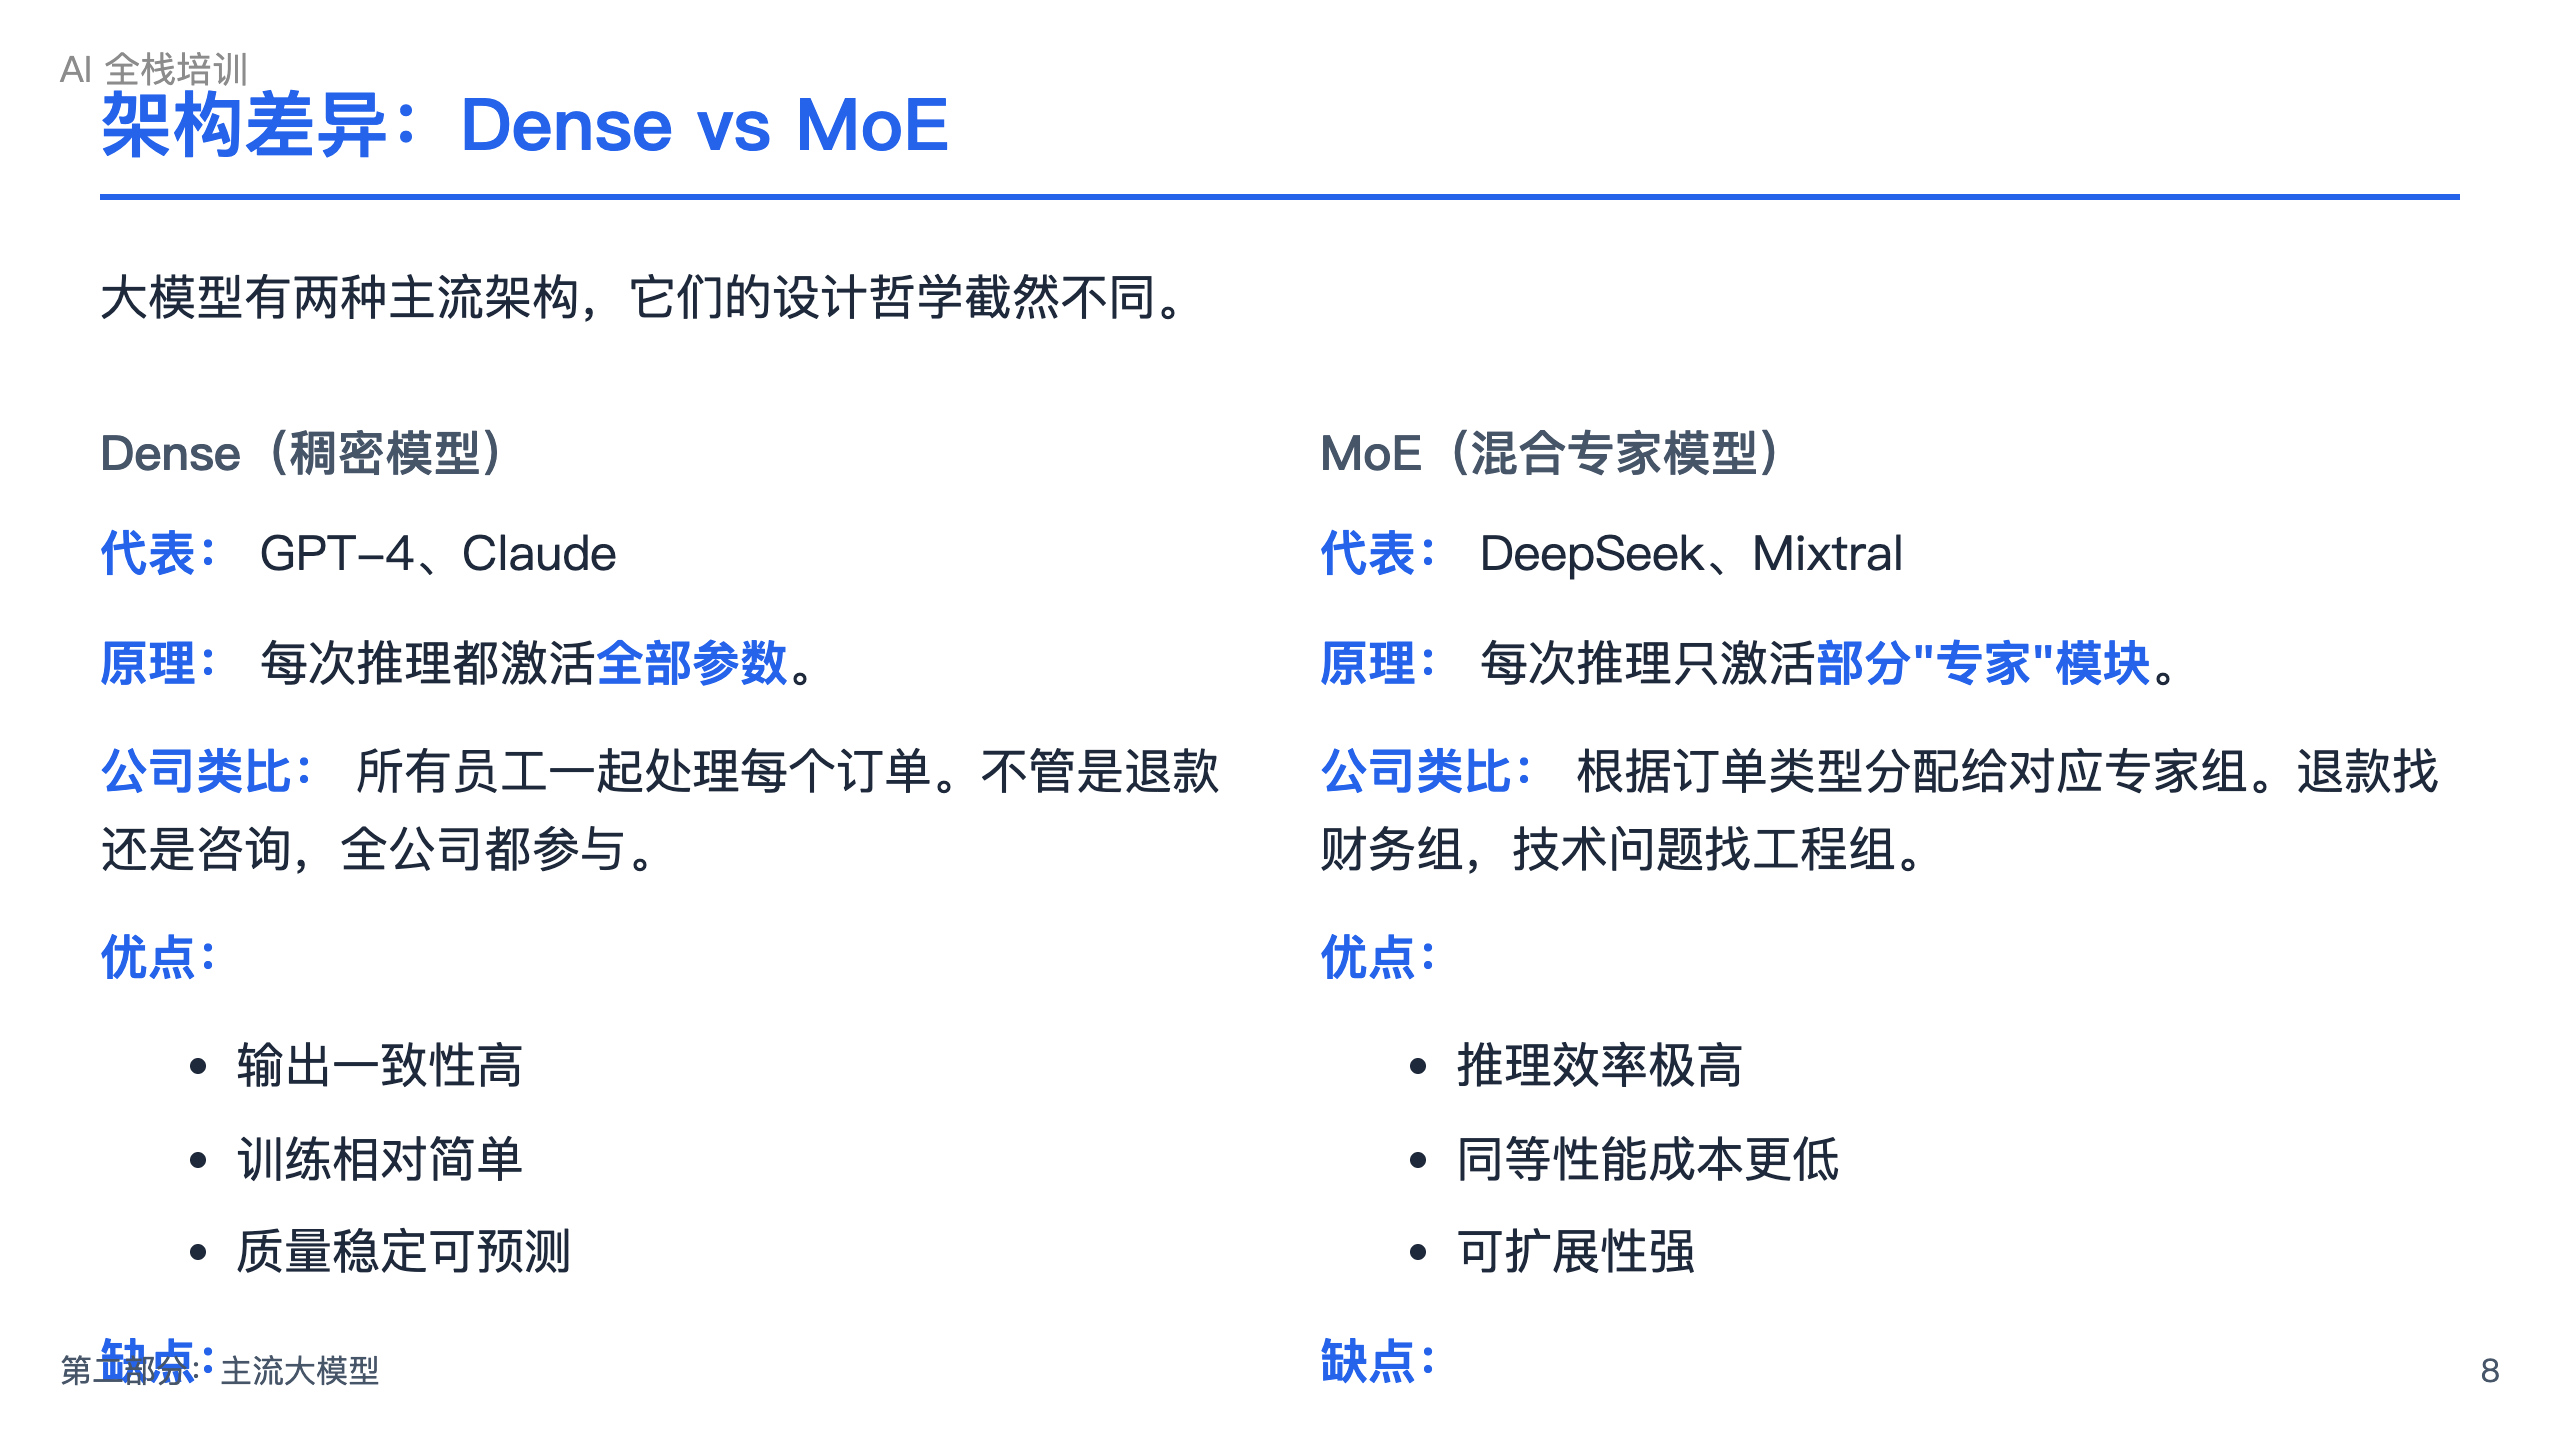 AI 全栈培训
架构差异：Dense vs MoE
大模型有两种主流架构，它们的设计哲学截然不同。
Dense（稠密模型）
代表： GPT-4、Claude
原理： 每次推理都激活全部参数。
公司类比： 所有员工一起处理每个订单。不管是退款
还是咨询，全公司都参与。
优点：
• 输出一致性高
• 训练相对简单
• 质量稳定可预测
缺点：
MoE（混合专家模型）
代表： DeepSeek、Mixtral
原理： 每次推理只激活部分"专家"模块。
公司类比： 根据订单类型分配给对应专家组。退款找
财务组，技术问题找工程组。
优点：
• 推理效率极高
• 同等性能成本更低
• 可扩展性强
缺点：
第二部分：主流大模型
8